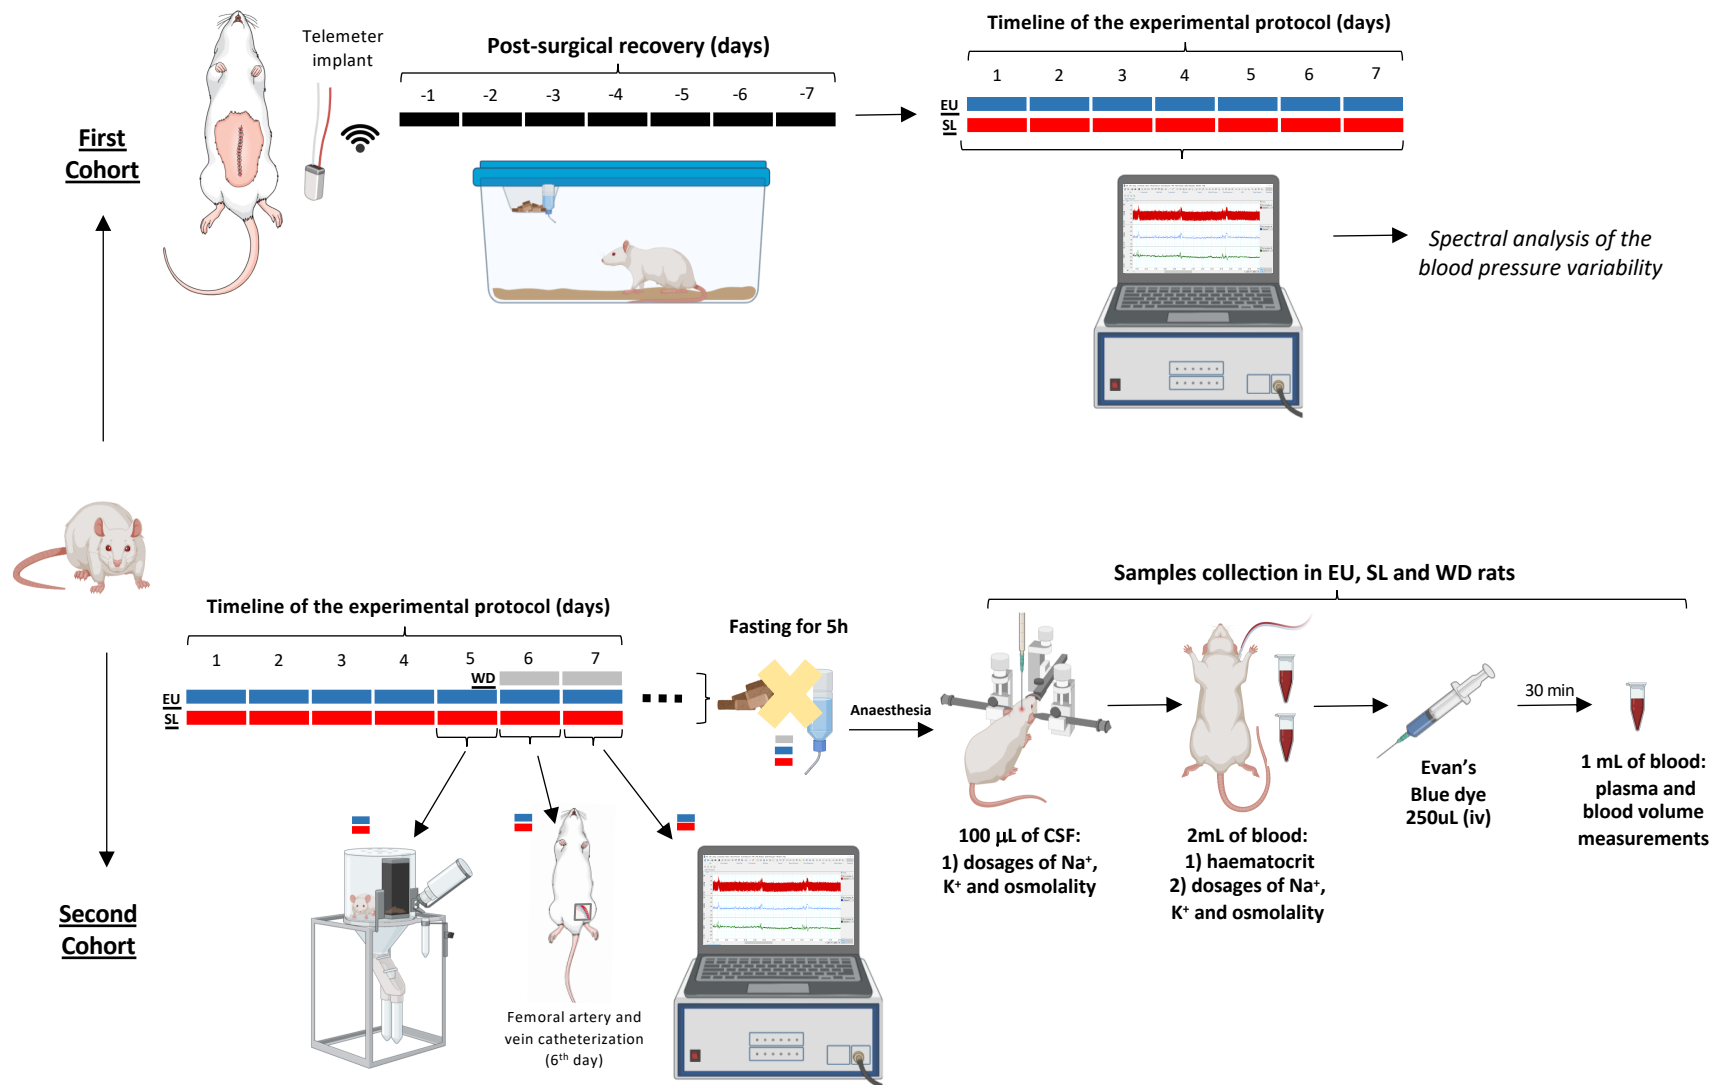 Telemeter
implant
Post-surgical recovery (days)
-1 -2 -3 -4 -5 -6 -7
Timeline of the experimental protocol (days)
1 2 3 4 5 6 7
EU
SL
First
Cohort
Spectral analysis of the
blood pressure variability
Timeline of the experimental protocol (days)
1 2 3 4 5 6 7
WD
EU
SL
Fasting for 5h
Anaesthesia
Samples collection in EU, SL and WD rats
30 min
100 μL of CSF:
1) dosages of Na⁺,
K⁺ and osmolality
2mL of blood:
1) haematocrit
2) dosages of Na⁺,
K⁺ and osmolality
Evan's
Blue dye
250uL (iv)
1 mL of blood:
plasma and
blood volume
measurements
Second
Cohort
Femoral artery and
vein catheterization
(6th day)